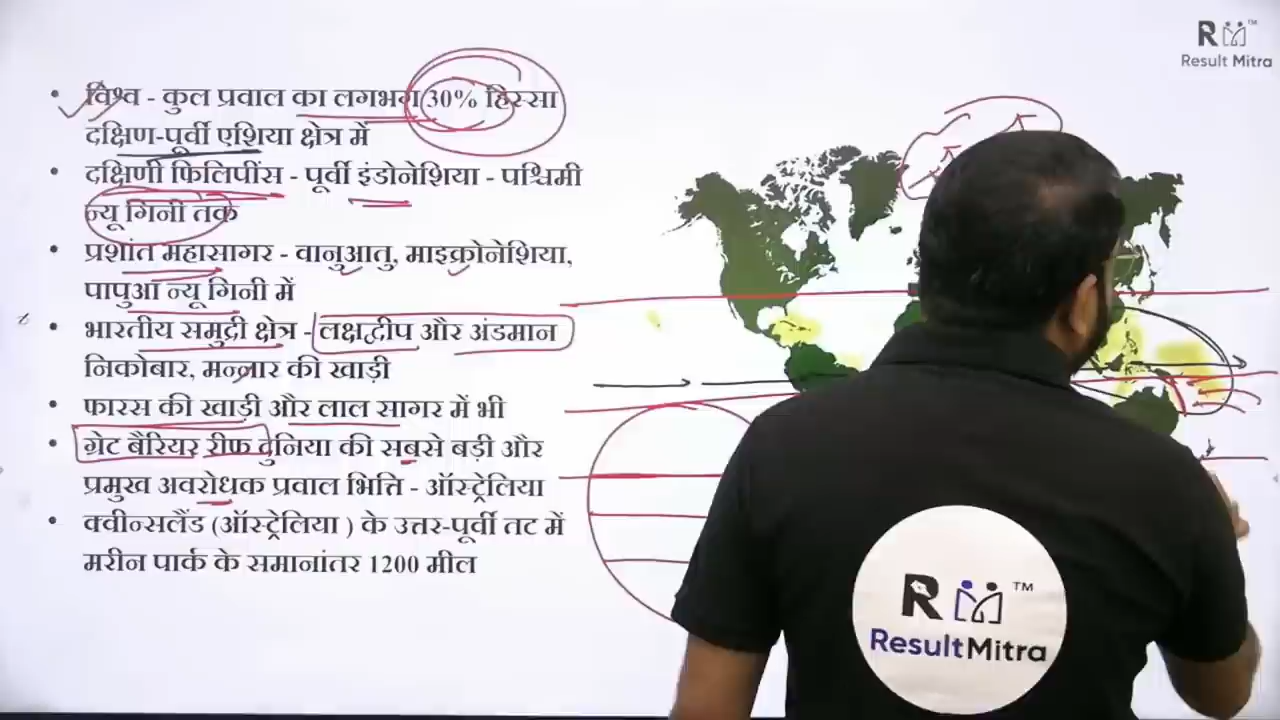 RM™
Result Mitra
• विश्व - कुल प्रवाल का लगभग 30% हिस्सा
दक्षिण-पूर्वी एशिया क्षेत्र में
• दक्षिणी फिलिपींस - पूर्वी इंडोनेशिया - पश्चिमी
न्यू गिनी तक
• प्रशांत महासागर - वानुआतु, माइक्रोनेशिया,
पापुआ न्यू गिनी में
• भारतीय समुद्री क्षेत्र - लक्षद्वीप और अंडमान
निकोबार, मन्नार की खाड़ी
• फारस की खाड़ी और लाल सागर में भी
• ग्रेट बैरियर रीफ दुनिया की सबसे बड़ी और
प्रमुख अवरोधक प्रवाल भित्ति - ऑस्ट्रेलिया
• क्वीन्सलैंड (ऑस्ट्रेलिया ) के उत्तर-पूर्वी तट में
मरीन पार्क के समानांतर 1200 मील
RM™
ResultMitra